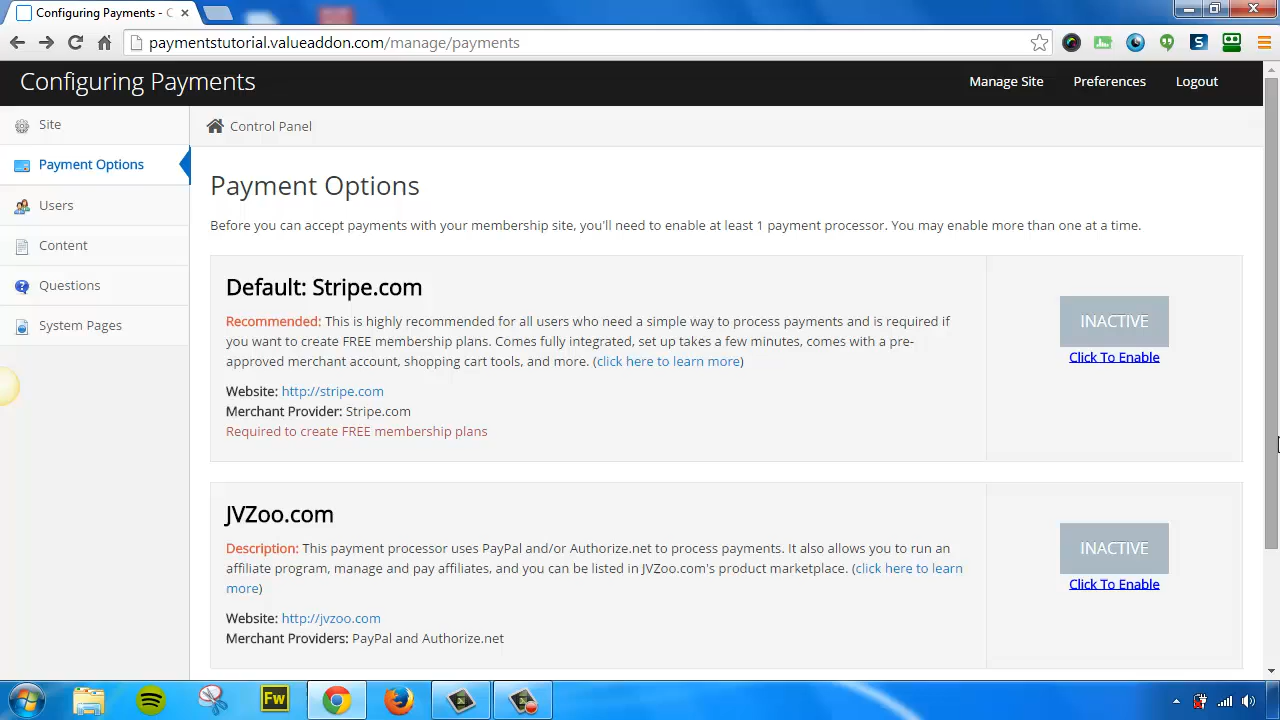 Configuring Payments - C
paymentstutorial.valueaddon.com/manage/payments
Configuring Payments
Manage Site
Preferences
Logout
Site
Payment Options
Users
Content
Questions
System Pages
Control Panel
Payment Options
Before you can accept payments with your membership site, you'll need to enable at least 1 payment processor. You may enable more than one at a time.
Default: Stripe.com
Recommended: This is highly recommended for all users who need a simple way to process payments and is required if
you want to create FREE membership plans. Comes fully integrated, set up takes a few minutes, comes with a pre-
approved merchant account, shopping cart tools, and more. (click here to learn more)
Website: http://stripe.com
Merchant Provider: Stripe.com
Required to create FREE membership plans
INACTIVE
Click To Enable
JVZoo.com
Description: This payment processor uses PayPal and/or Authorize.net to process payments. It also allows you to run an
affiliate program, manage and pay affiliates, and you can be listed in JVZoo.com's product marketplace. (click here to learn
more)
Website: http://jvzoo.com
Merchant Providers: PayPal and Authorize.net
INACTIVE
Click To Enable
Fw